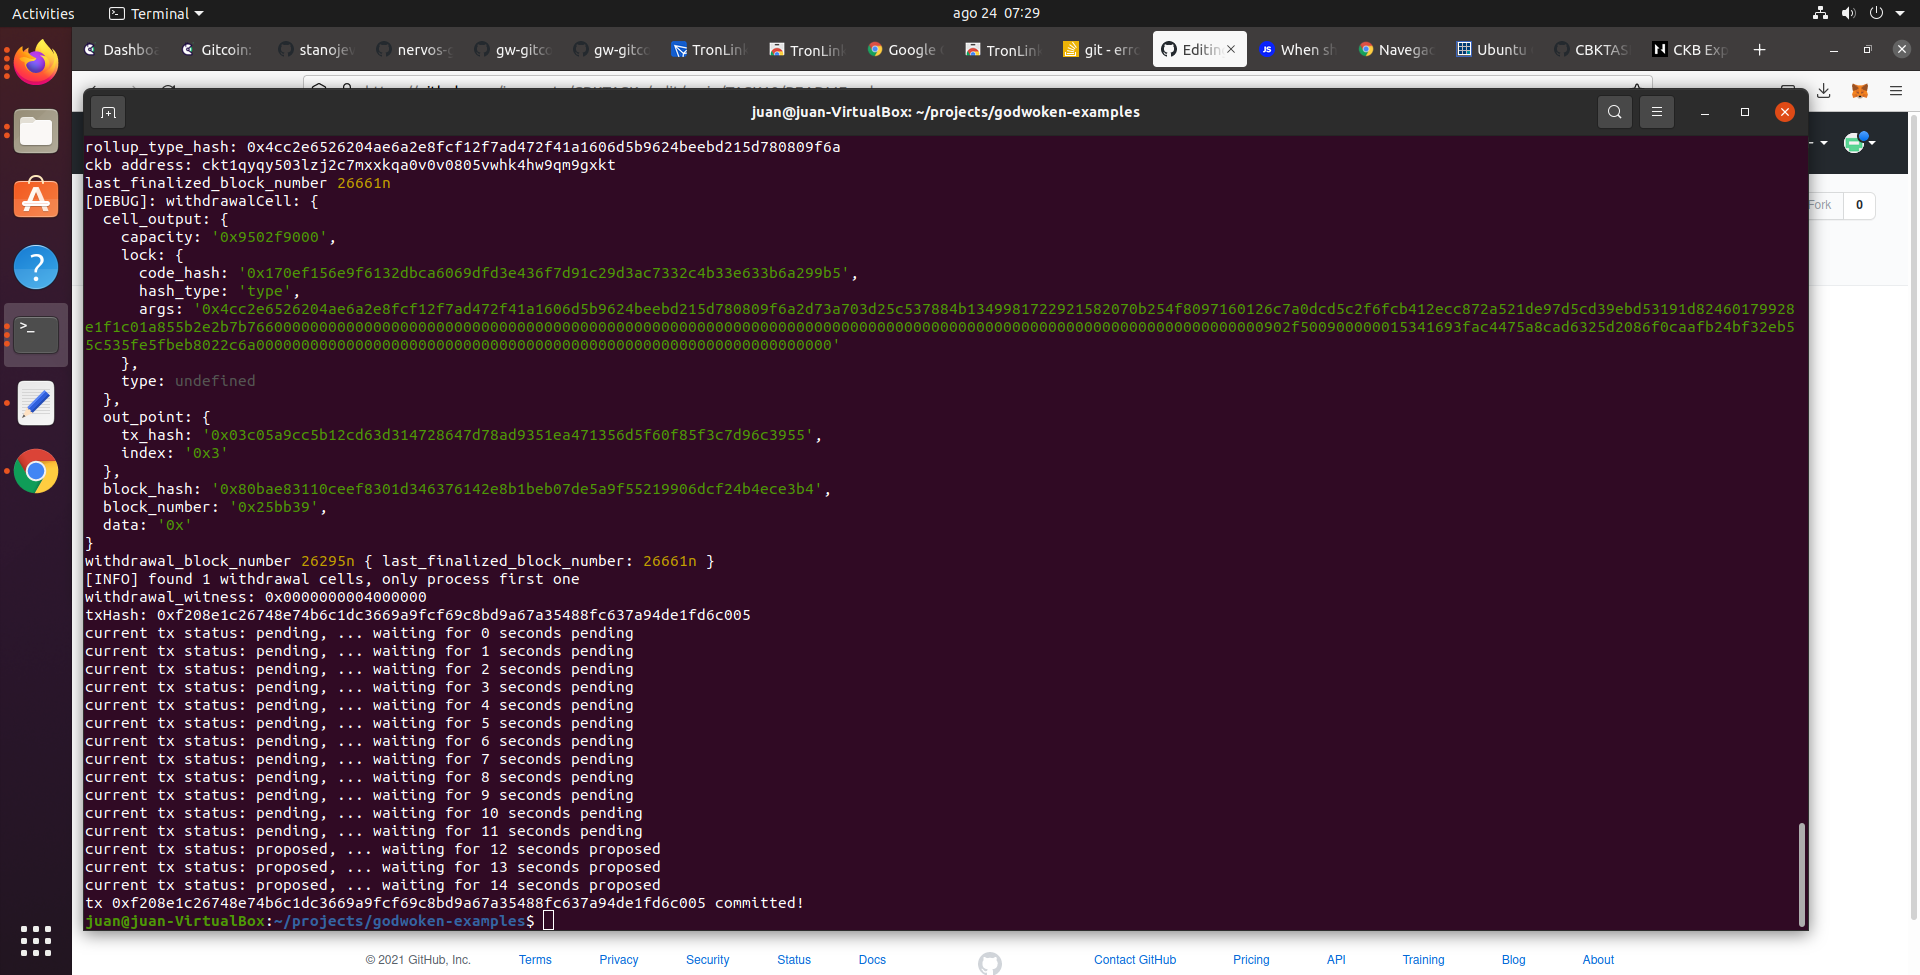 Activities
Terminal
ago 24 07:29
Dashbo
Gitcoin:
stanojev
nervos-g
gw-gitco
gw-gitco
TronLink
TronLink
Google
TronLink
git - erro
Editing
When sh
Navegac
Ubuntu
CBKTAS
CKB Exp
juan@juan-VirtualBox: ~/projects/godwoken-examples
rollup_type_hash: 0x4cc2e6526204ae6a2e8fcf12f7ad472f41a1606d5b9624beebd215d780809f6a
ckb address: ckt1qyqy503lzj2c7mxxkqa0v0v0805vwhk4hw9qm9gxkt
last_finalized_block_number 26661n
[DEBUG]: withdrawalCell: {
cell_output: {
capacity: '0x9502f9000',
lock: {
code_hash: '0x170ef156e9f6132dbca6069dfd3e436f7d91c29d3ac7332c4b33e633b6a299b5',
hash_type: 'type',
args: '0x4cc2e6526204ae6a2e8fcf12f7ad472f41a1606d5b9624beebd215d780809f6a2d73a703d25c537884b1349981722921582070b254f8097160126c7a0dcd5c2f6fcb412ecc872a521de97d5cd39ebd53191d82460179928
e1f1c01a855b2e2b7b7660000000000000000000000000000000000000000000000000000000000000000000000000000000000000000000000000000000000000902f500900000015341693fac4475a8cad6325d2086f0caafb24bf32eb5
5c535fe5fbeb8022c6a0000000000000000000000000000000000000000000000000000000000000000'
},
type: undefined
},
out_point: {
tx_hash: '0x03c05a9cc5b12cd63d314728647d78ad9351ea471356d5f60f85f3c7d96c3955',
index: '0x3'
},
block_hash: '0x80bae83110ceef8301d346376142e8b1beb07de5a9f55219906dcf24b4ece3b4',
block_number: '0x25bb39',
data: '0x'
}
withdrawal_block_number 26295n { last_finalized_block_number: 26661n }
[INFO] found 1 withdrawal cells, only process first one
withdrawal_witness: 0x0000000004000000
txHash: 0xf208e1c26748e74b6c1dc3669a9fcf69c8bd9a67a35488fc637a94de1fd6c005
current tx status: pending, ... waiting for 0 seconds pending
current tx status: pending, ... waiting for 1 seconds pending
current tx status: pending, ... waiting for 2 seconds pending
current tx status: pending, ... waiting for 3 seconds pending
current tx status: pending, ... waiting for 4 seconds pending
current tx status: pending, ... waiting for 5 seconds pending
current tx status: pending, ... waiting for 6 seconds pending
current tx status: pending, ... waiting for 7 seconds pending
current tx status: pending, ... waiting for 8 seconds pending
current tx status: pending, ... waiting for 9 seconds pending
current tx status: pending, ... waiting for 10 seconds pending
current tx status: pending, ... waiting for 11 seconds pending
current tx status: proposed, ... waiting for 12 seconds proposed
current tx status: proposed, ... waiting for 13 seconds proposed
current tx status: proposed, ... waiting for 14 seconds proposed
tx 0xf208e1c26748e74b6c1dc3669a9fcf69c8bd9a67a35488fc637a94de1fd6c005 committed!
juan@juan-VirtualBox:~/projects/godwoken-examples$
Fork 0
© 2021 GitHub, Inc.
Terms
Privacy
Security
Status
Docs
Contact GitHub
Pricing
API
Training
Blog
About